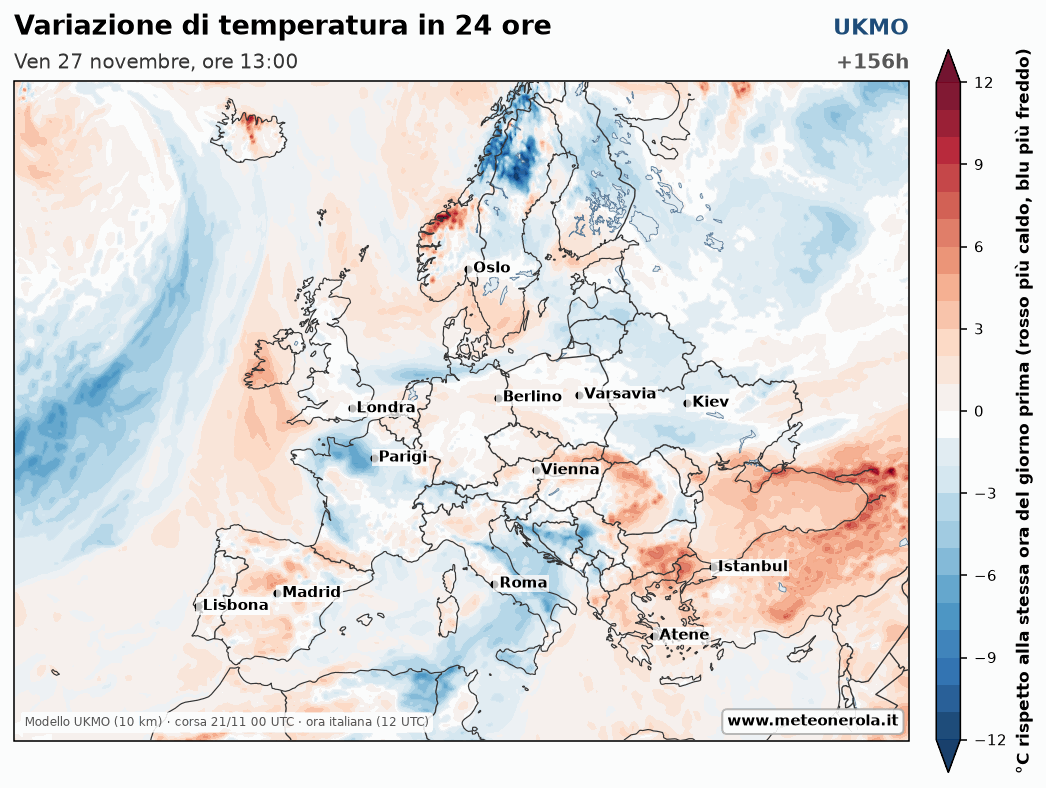 Variazione di temperatura in 24 ore
UKMO
Ven 27 novembre, ore 13:00
+156h
Oslo
Londra
Berlino
Varsavia
Kiev
Parigi
Vienna
Istanbul
Roma
Madrid
Lisbona
Atene
Modello UKMO (10 km) · corsa 21/11 00 UTC · ora italiana (12 UTC)
www.meteonerola.it
12
9
6
3
0
−3
−6
−9
−12
°C rispetto alla stessa ora del giorno prima (rosso più caldo, blu più freddo)